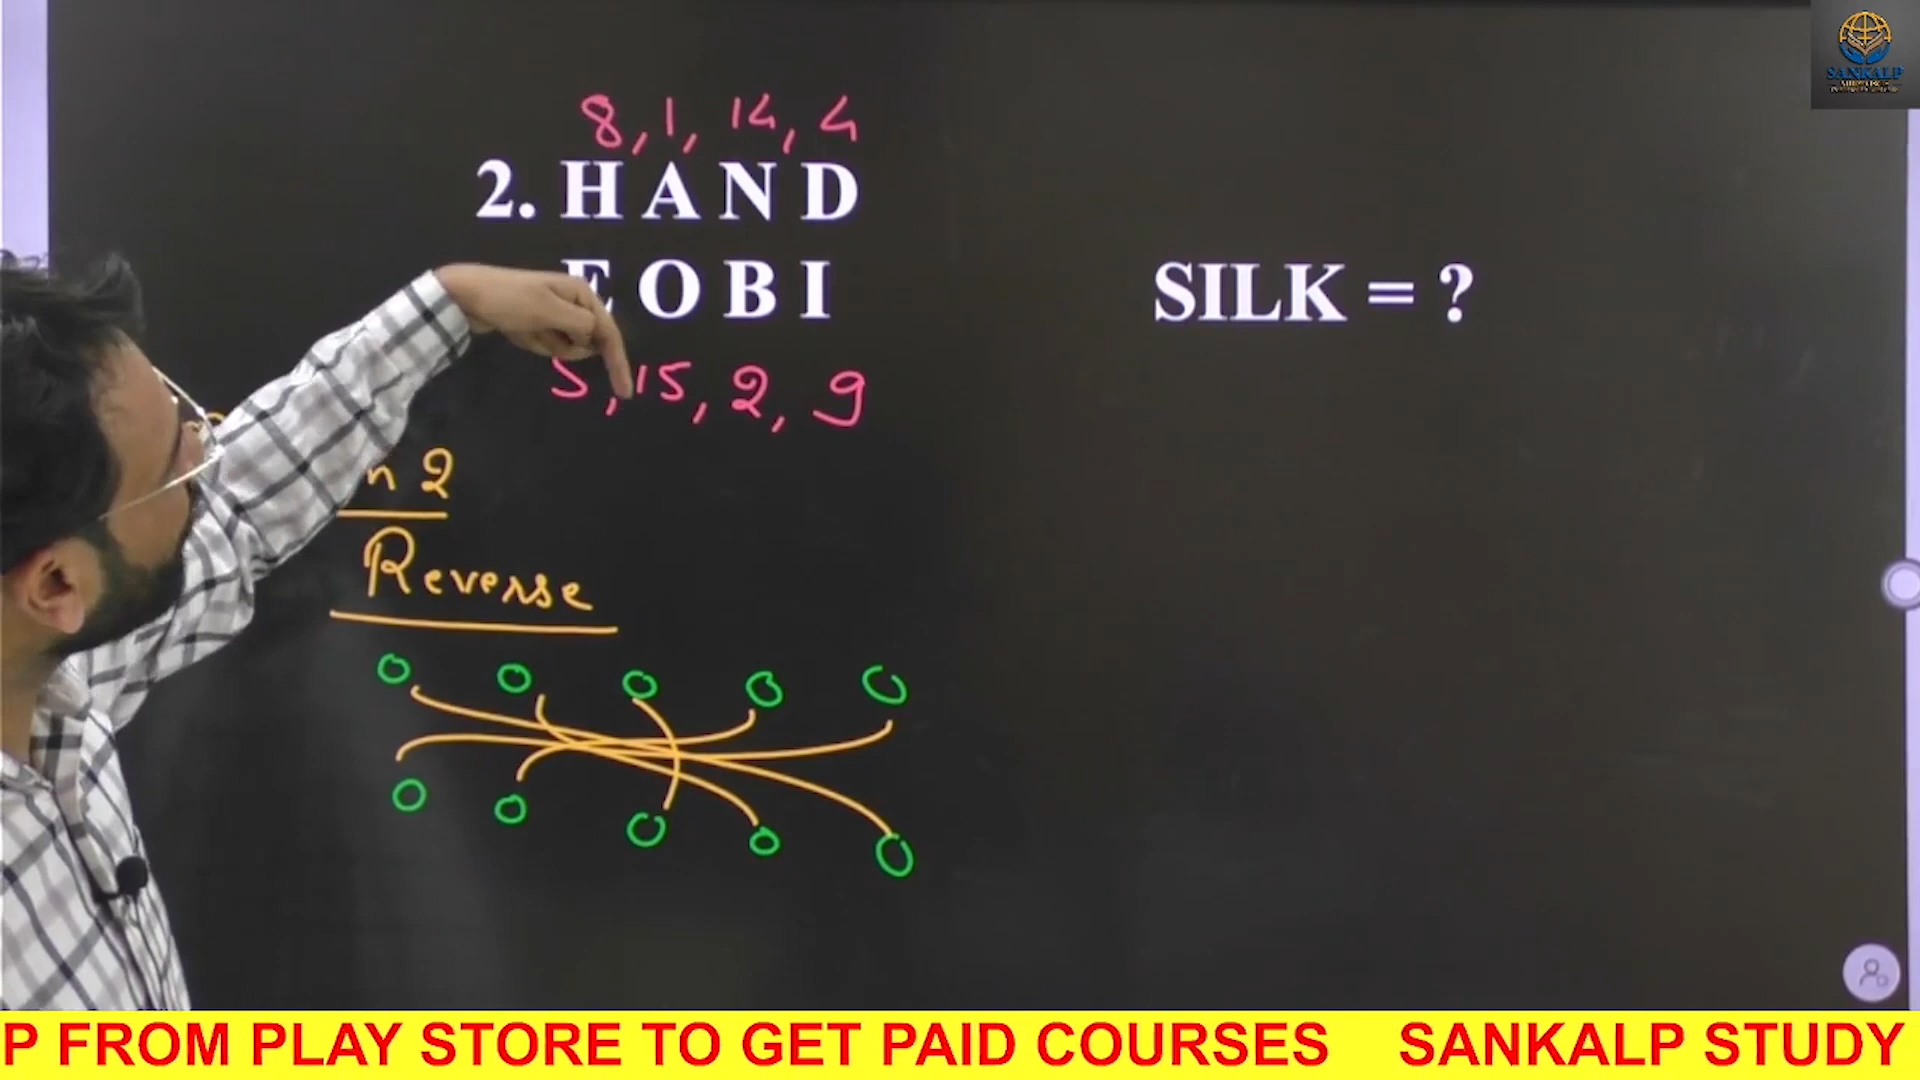 SANKALP
8, 1, 14, 4
2. H A N D
E O B I
SILK = ?
5, 15, 2, 9
n 2
Reverse
P FROM PLAY STORE TO GET PAID COURSES SANKALP STUDY